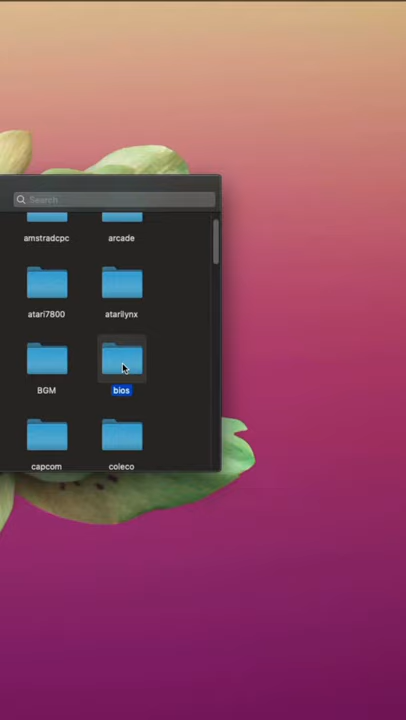 Search
amstradcpc
arcade
atari7800
atarilynx
BGM
bios
capcom
coleco